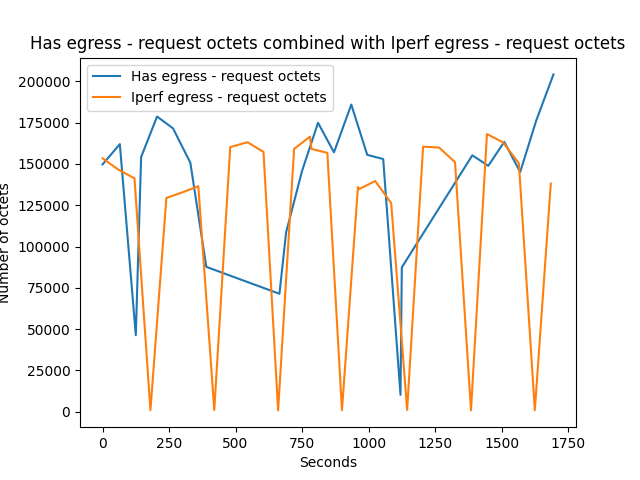 Has egress - request octets combined with Iperf egress - request octets
Has egress - request octets
Iperf egress - request octets
200000
175000
150000
125000
100000
75000
50000
25000
0
Number of octets
0 250 500 750 1000 1250 1500 1750
Seconds